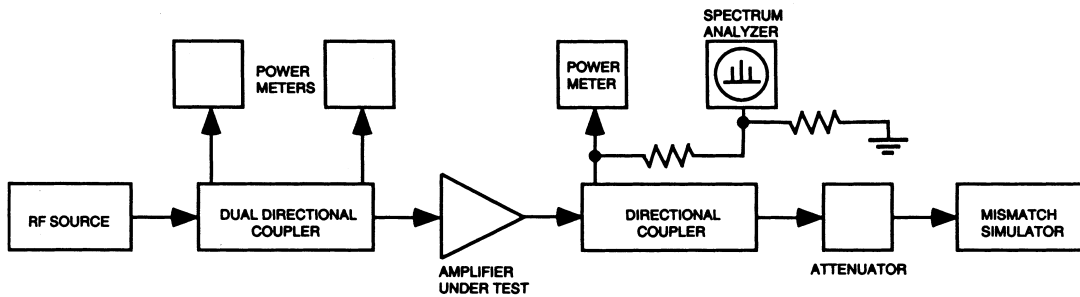 SPECTRUM
ANALYZER
POWER
METERS
POWER
METER
RF SOURCE
DUAL DIRECTIONAL
COUPLER
AMPLIFIER
UNDER TEST
DIRECTIONAL
COUPLER
ATTENUATOR
MISMATCH
SIMULATOR